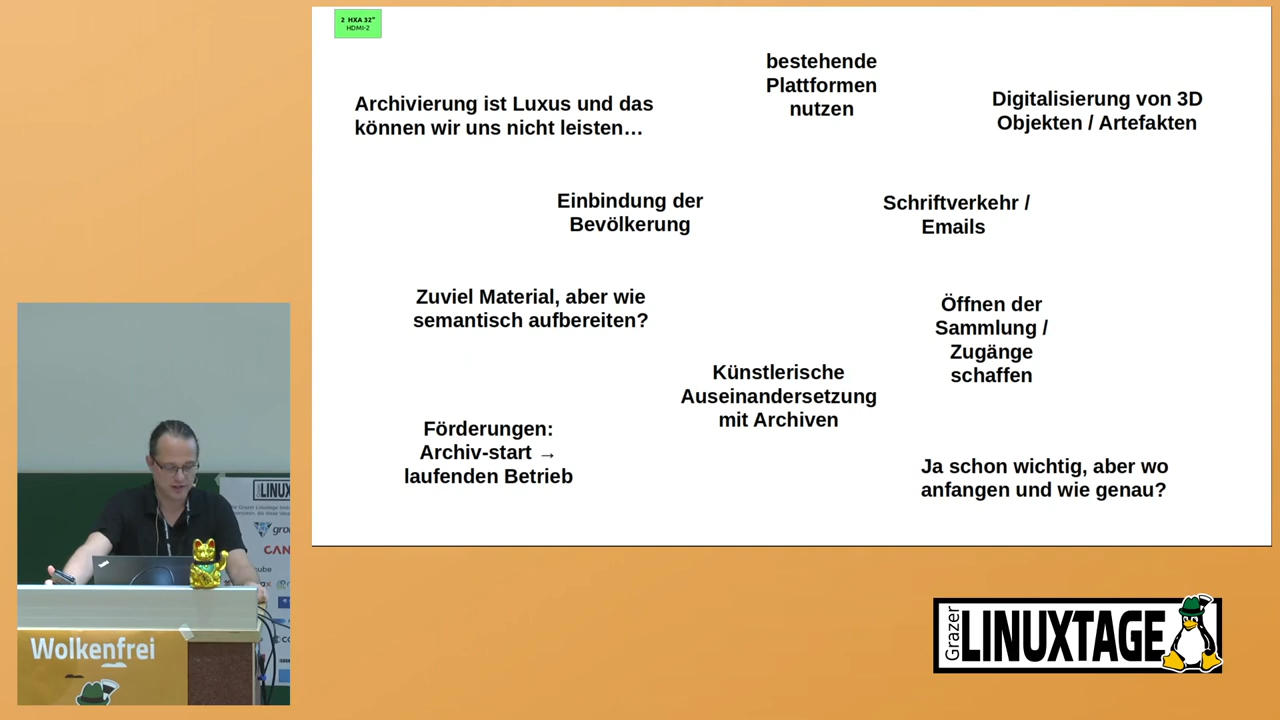 2 HXA 32"
HDMI-2
bestehende
Plattformen
nutzen
Archivierung ist Luxus und das
können wir uns nicht leisten…
Digitalisierung von 3D
Objekten / Artefakten
Einbindung der
Bevölkerung
Schriftverkehr /
Emails
Zuviel Material, aber wie
semantisch aufbereiten?
Öffnen der
Sammlung /
Zugänge
schaffen
Künstlerische
Auseinandersetzung
mit Archiven
Förderungen:
Archiv-start →
laufenden Betrieb
Ja schon wichtig, aber wo
anfangen und wie genau?
LINUX
Wolkenfrei
Grazer
LINUXTAGE